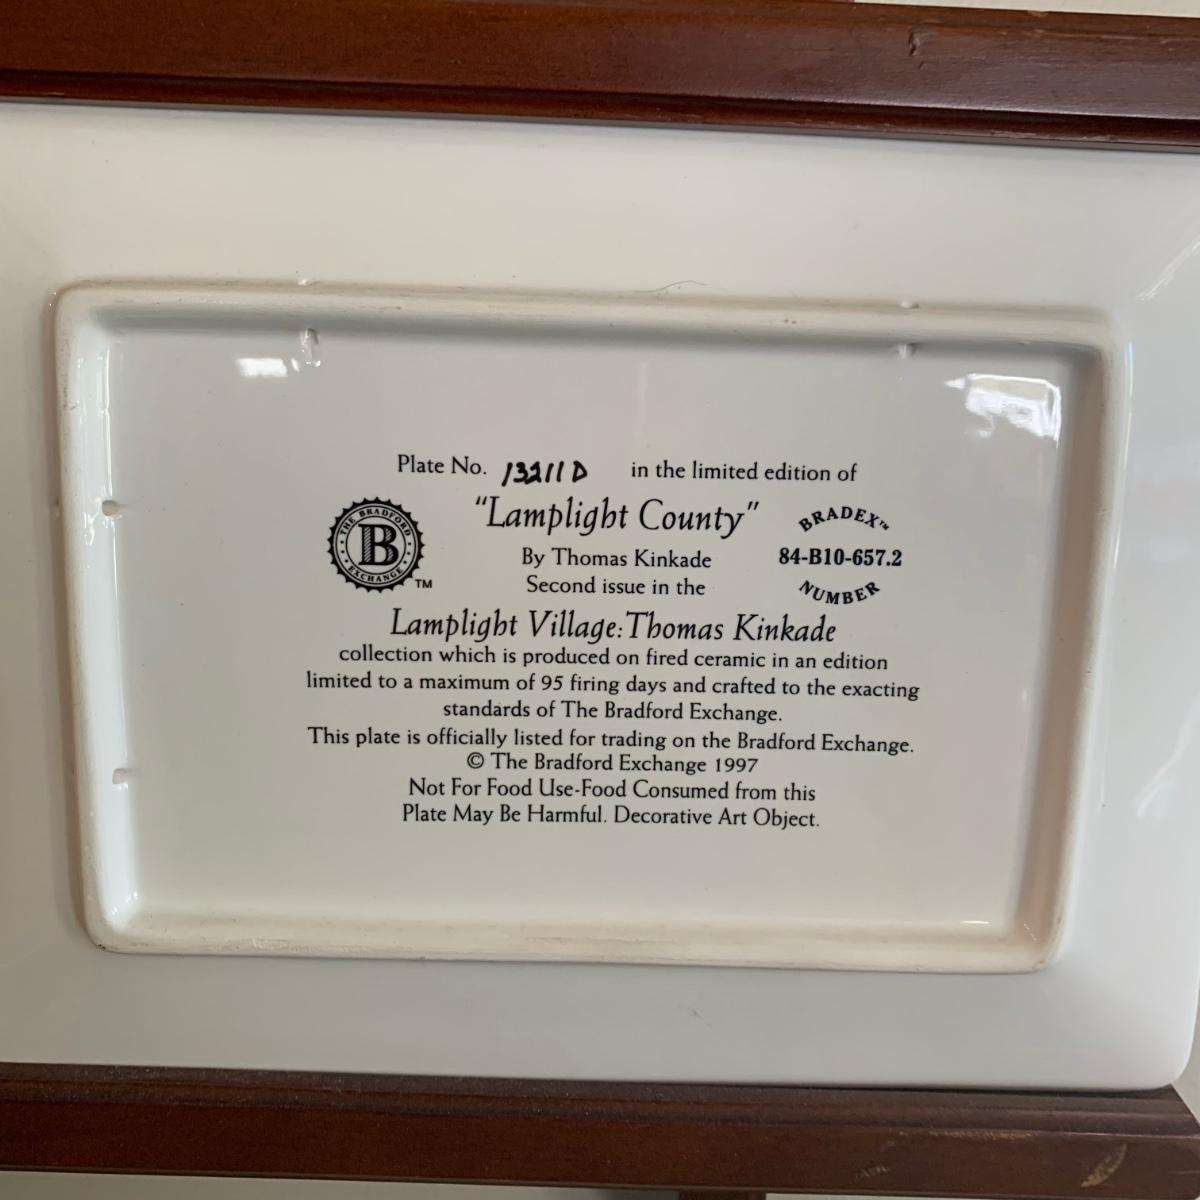 Plate No. 13211D in the limited edition of
"Lamplight County"
THE BRADFORD
B
EXCHANGE
TM
BRADEX™
84-B10-657.2
NUMBER
By Thomas Kinkade
Second issue in the
Lamplight Village: Thomas Kinkade
collection which is produced on fired ceramic in an edition
limited to a maximum of 95 firing days and crafted to the exacting
standards of The Bradford Exchange.
This plate is officially listed for trading on the Bradford Exchange.
© The Bradford Exchange 1997
Not For Food Use-Food Consumed from this
Plate May Be Harmful. Decorative Art Object.